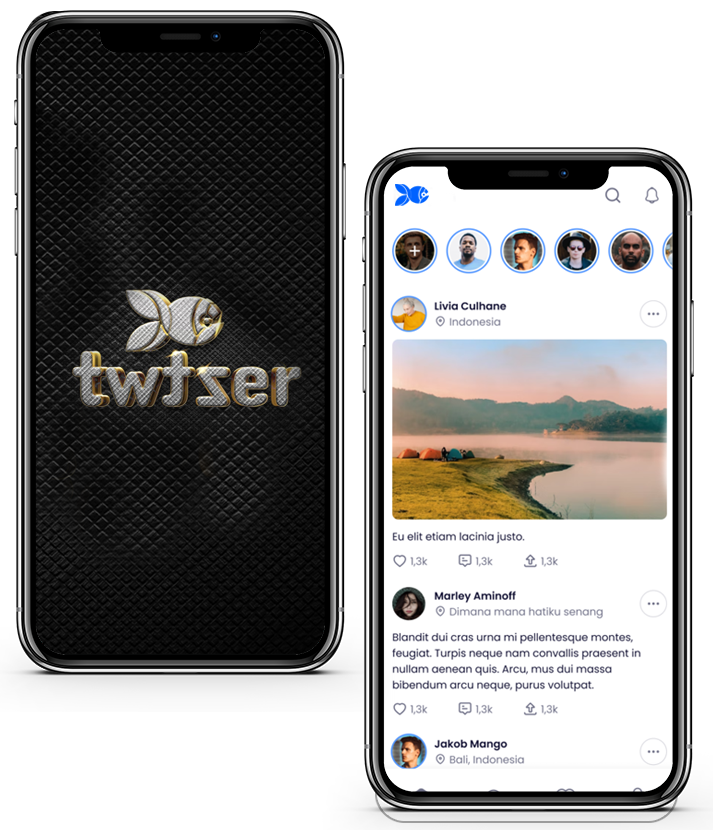 twtzer
Livia Culhane
Indonesia
Eu elit etiam lacinia justo.
1,3k 1,3k 1,3k
Marley Aminoff
Dimana mana hatiku senang
Blandit dui cras urna mi pellentesque montes,
feugiat. Turpis neque nam convallis praesent in
nullam aenean quis. Arcu, mus dui massa
bibendum arcu neque, purus volutpat.
1,3k 1,3k 1,3k
Jakob Mango
Bali, Indonesia